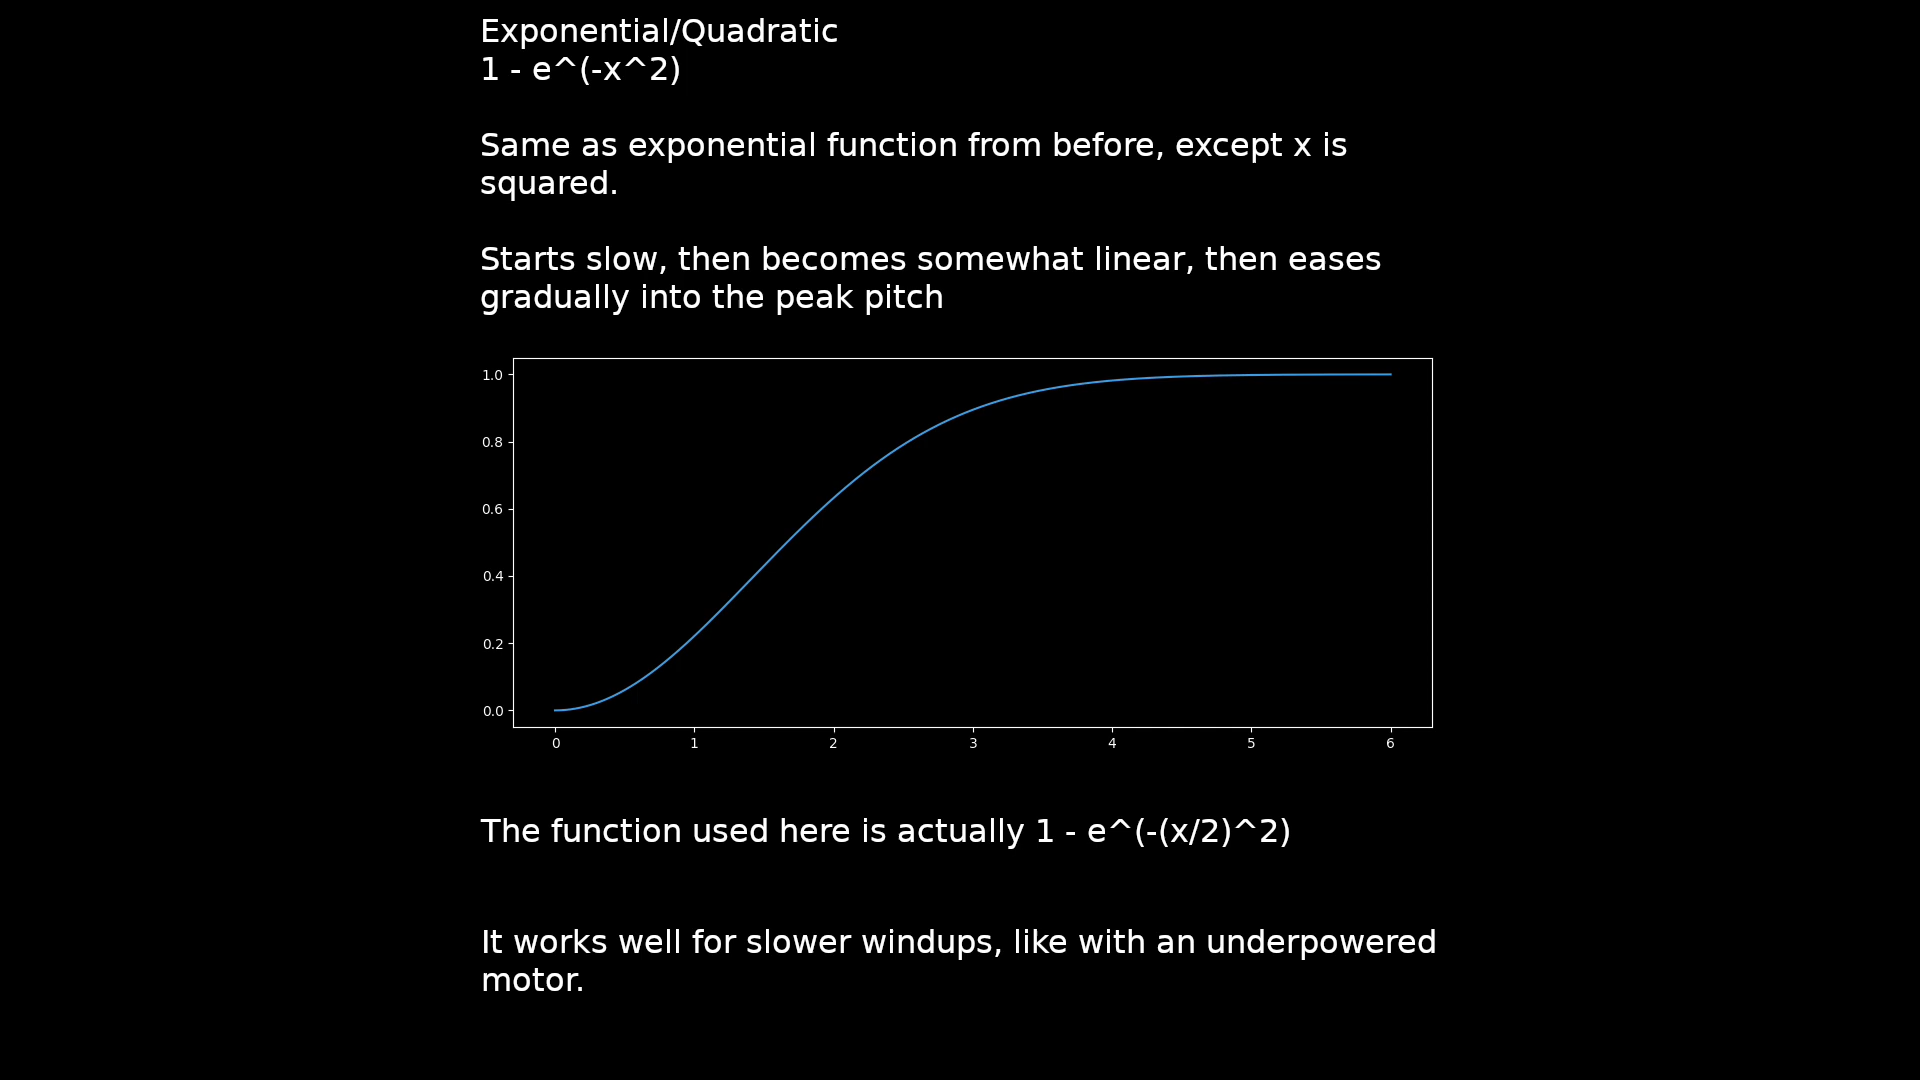 Exponential/Quadratic
1 - e^(-x^2)
Same as exponential function from before, except x is
squared.
Starts slow, then becomes somewhat linear, then eases
gradually into the peak pitch
1.0
0.8
0.6
0.4
0.2
0.0
0 1 2 3 4 5 6
The function used here is actually 1 - e^(-(x/2)^2)
It works well for slower windups, like with an underpowered
motor.